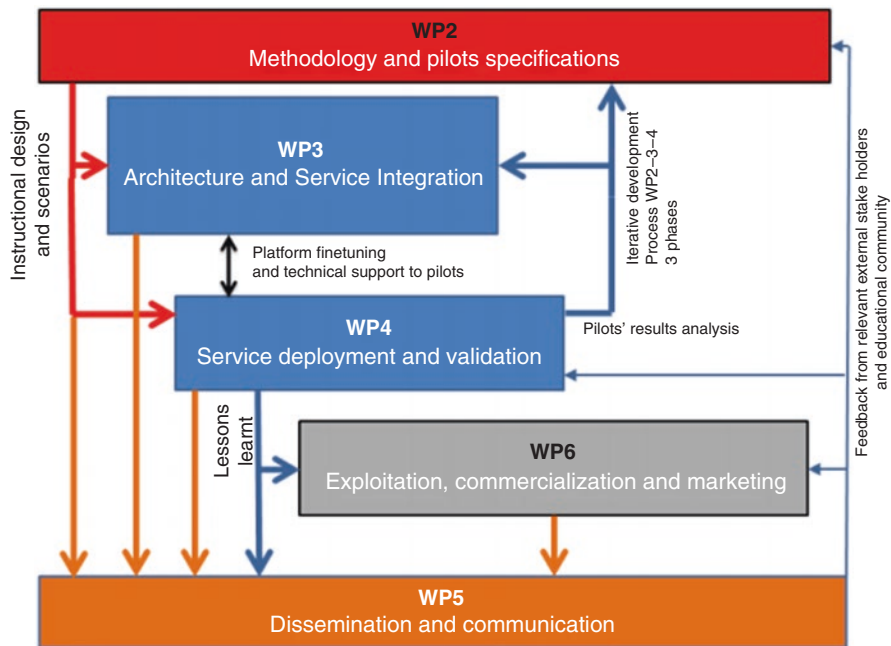 WP2
Methodology and pilots specifications
Instructional design
and scenarios
WP3
Architecture and Service Integration
Iterative development
Process WP2–3–4
3 phases
Platform finetuning
and technical support to pilots
WP4
Service deployment and validation
Pilots' results analysis
Feedback from relevant external stake holders
and educational community
Lessons
learnt
WP6
Exploitation, commercialization and marketing
WP5
Dissemination and communication